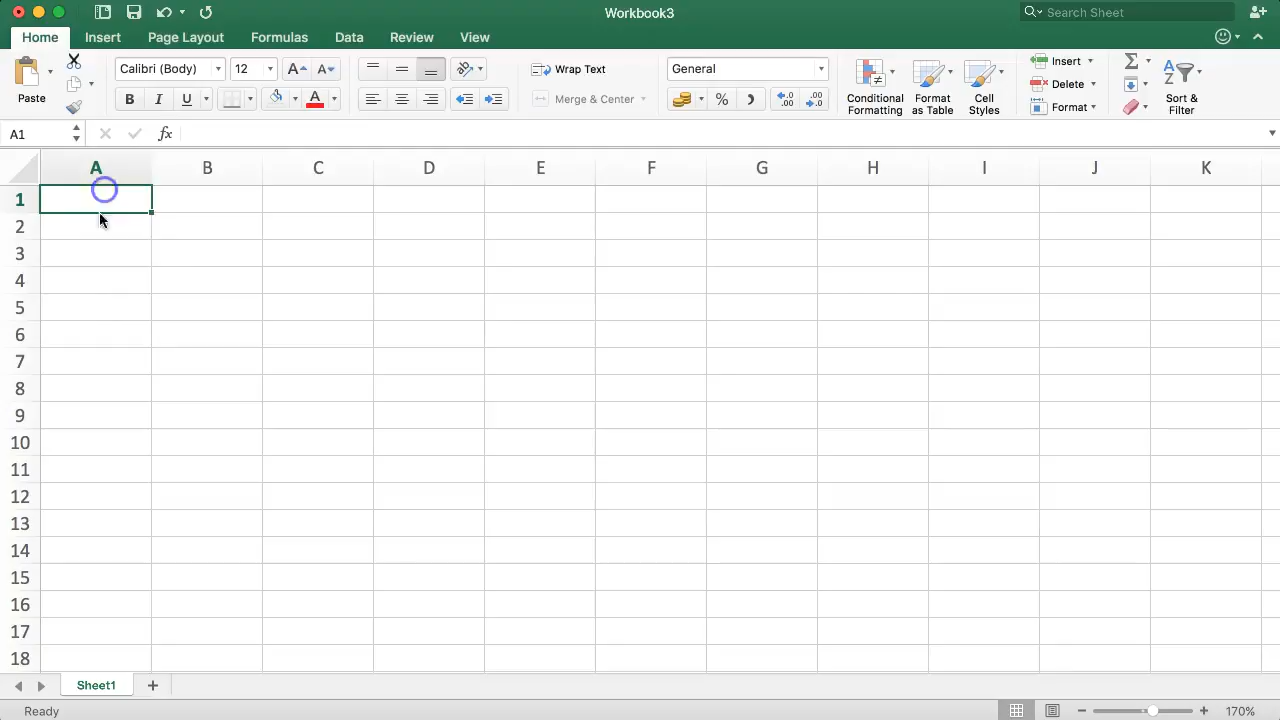 Workbook3
Search Sheet
Home Insert Page Layout Formulas Data Review View
Paste
Calibri (Body) 12 A A
B I U A
Wrap Text
Merge & Center
General
%
Conditional Formatting
Format as Table
Cell Styles
Insert
Delete
Format
Σ
A Z
Sort & Filter
A1 fx
A B C D E F G H I J K
1
2
3
4
5
6
7
8
9
10
11
12
13
14
15
16
17
18
Sheet1 +
Ready 170%